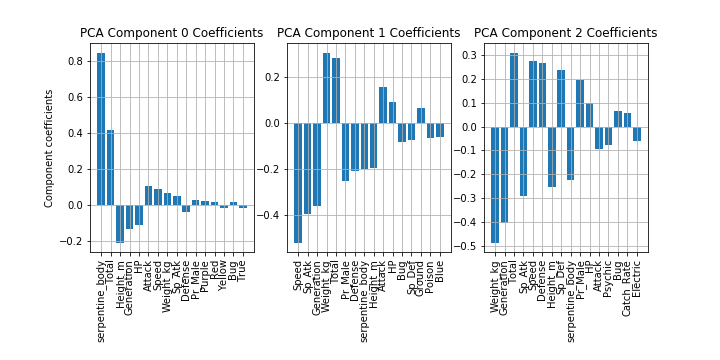 PCA Component 0 Coefficients
Component coefficients
0.8
0.6
0.4
0.2
0.0
−0.2
serpentine_body
Total
Height_m
Generation
HP
Attack
Speed
Weight_kg
Sp_Atk
Defense
Pr_Male
Purple
Red
Yellow
Bug
True
PCA Component 1 Coefficients
0.2
0.0
−0.2
−0.4
Speed
Sp_Atk
Generation
Weight_kg
Total
Pr_Male
Defense
serpentine_body
Height_m
Attack
HP
Bug
Sp_Def
Ground
Poison
Blue
PCA Component 2 Coefficients
0.3
0.2
0.1
0.0
−0.1
−0.2
−0.3
−0.4
−0.5
Weight_kg
Generation
Total
Sp_Atk
Speed
Defense
Height_m
Sp_Def
serpentine_body
Pr_Male
HP
Attack
Psychic
Bug
Catch_Rate
Electric